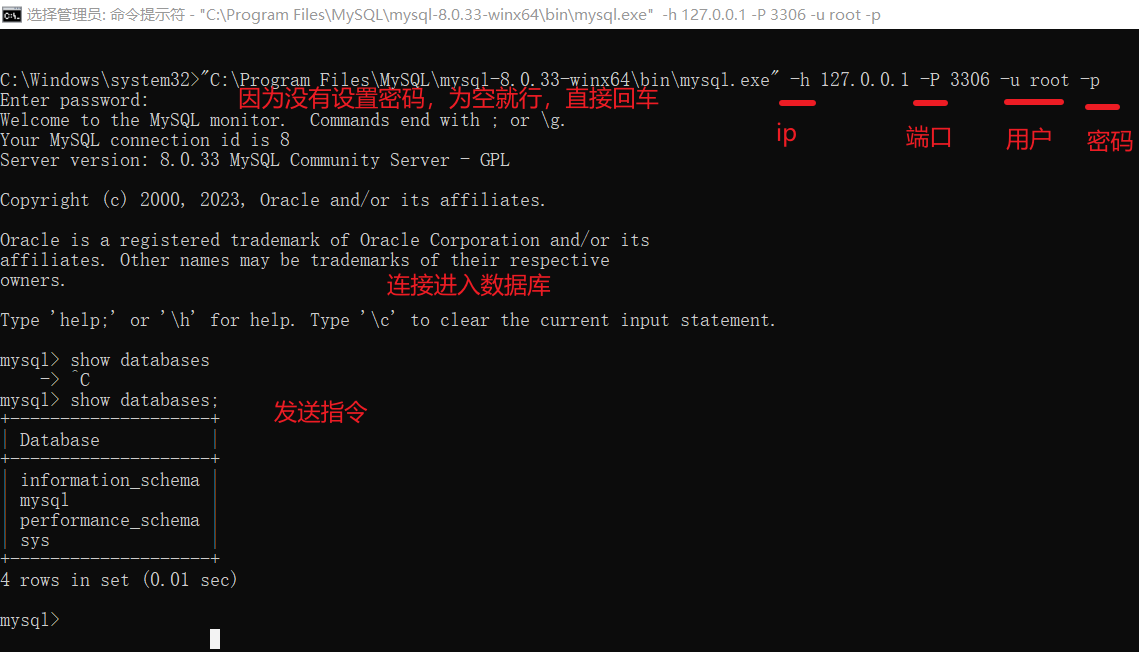 选择管理员: 命令提示符 - "C:\Program Files\MySQL\mysql-8.0.33-winx64\bin\mysql.exe" -h 127.0.0.1 -P 3306 -u root -p
C:\Windows\system32>"C:\Program Files\MySQL\mysql-8.0.33-winx64\bin\mysql.exe" -h 127.0.0.1 -P 3306 -u root -p
Enter password:
因为没有设置密码，为空就行，直接回车
Welcome to the MySQL monitor.  Commands end with ; or \g.
ip
端口
用户
密码
Your MySQL connection id is 8
Server version: 8.0.33 MySQL Community Server - GPL
Copyright (c) 2000, 2023, Oracle and/or its affiliates.
Oracle is a registered trademark of Oracle Corporation and/or its
affiliates. Other names may be trademarks of their respective
owners.
连接进入数据库
Type 'help;' or '\h' for help. Type '\c' to clear the current input statement.
mysql> show databases
    -> ^C
mysql> show databases;
发送指令
+--------------------+
| Database           |
+--------------------+
| information_schema |
| mysql              |
| performance_schema |
| sys                |
+--------------------+
4 rows in set (0.01 sec)
mysql>